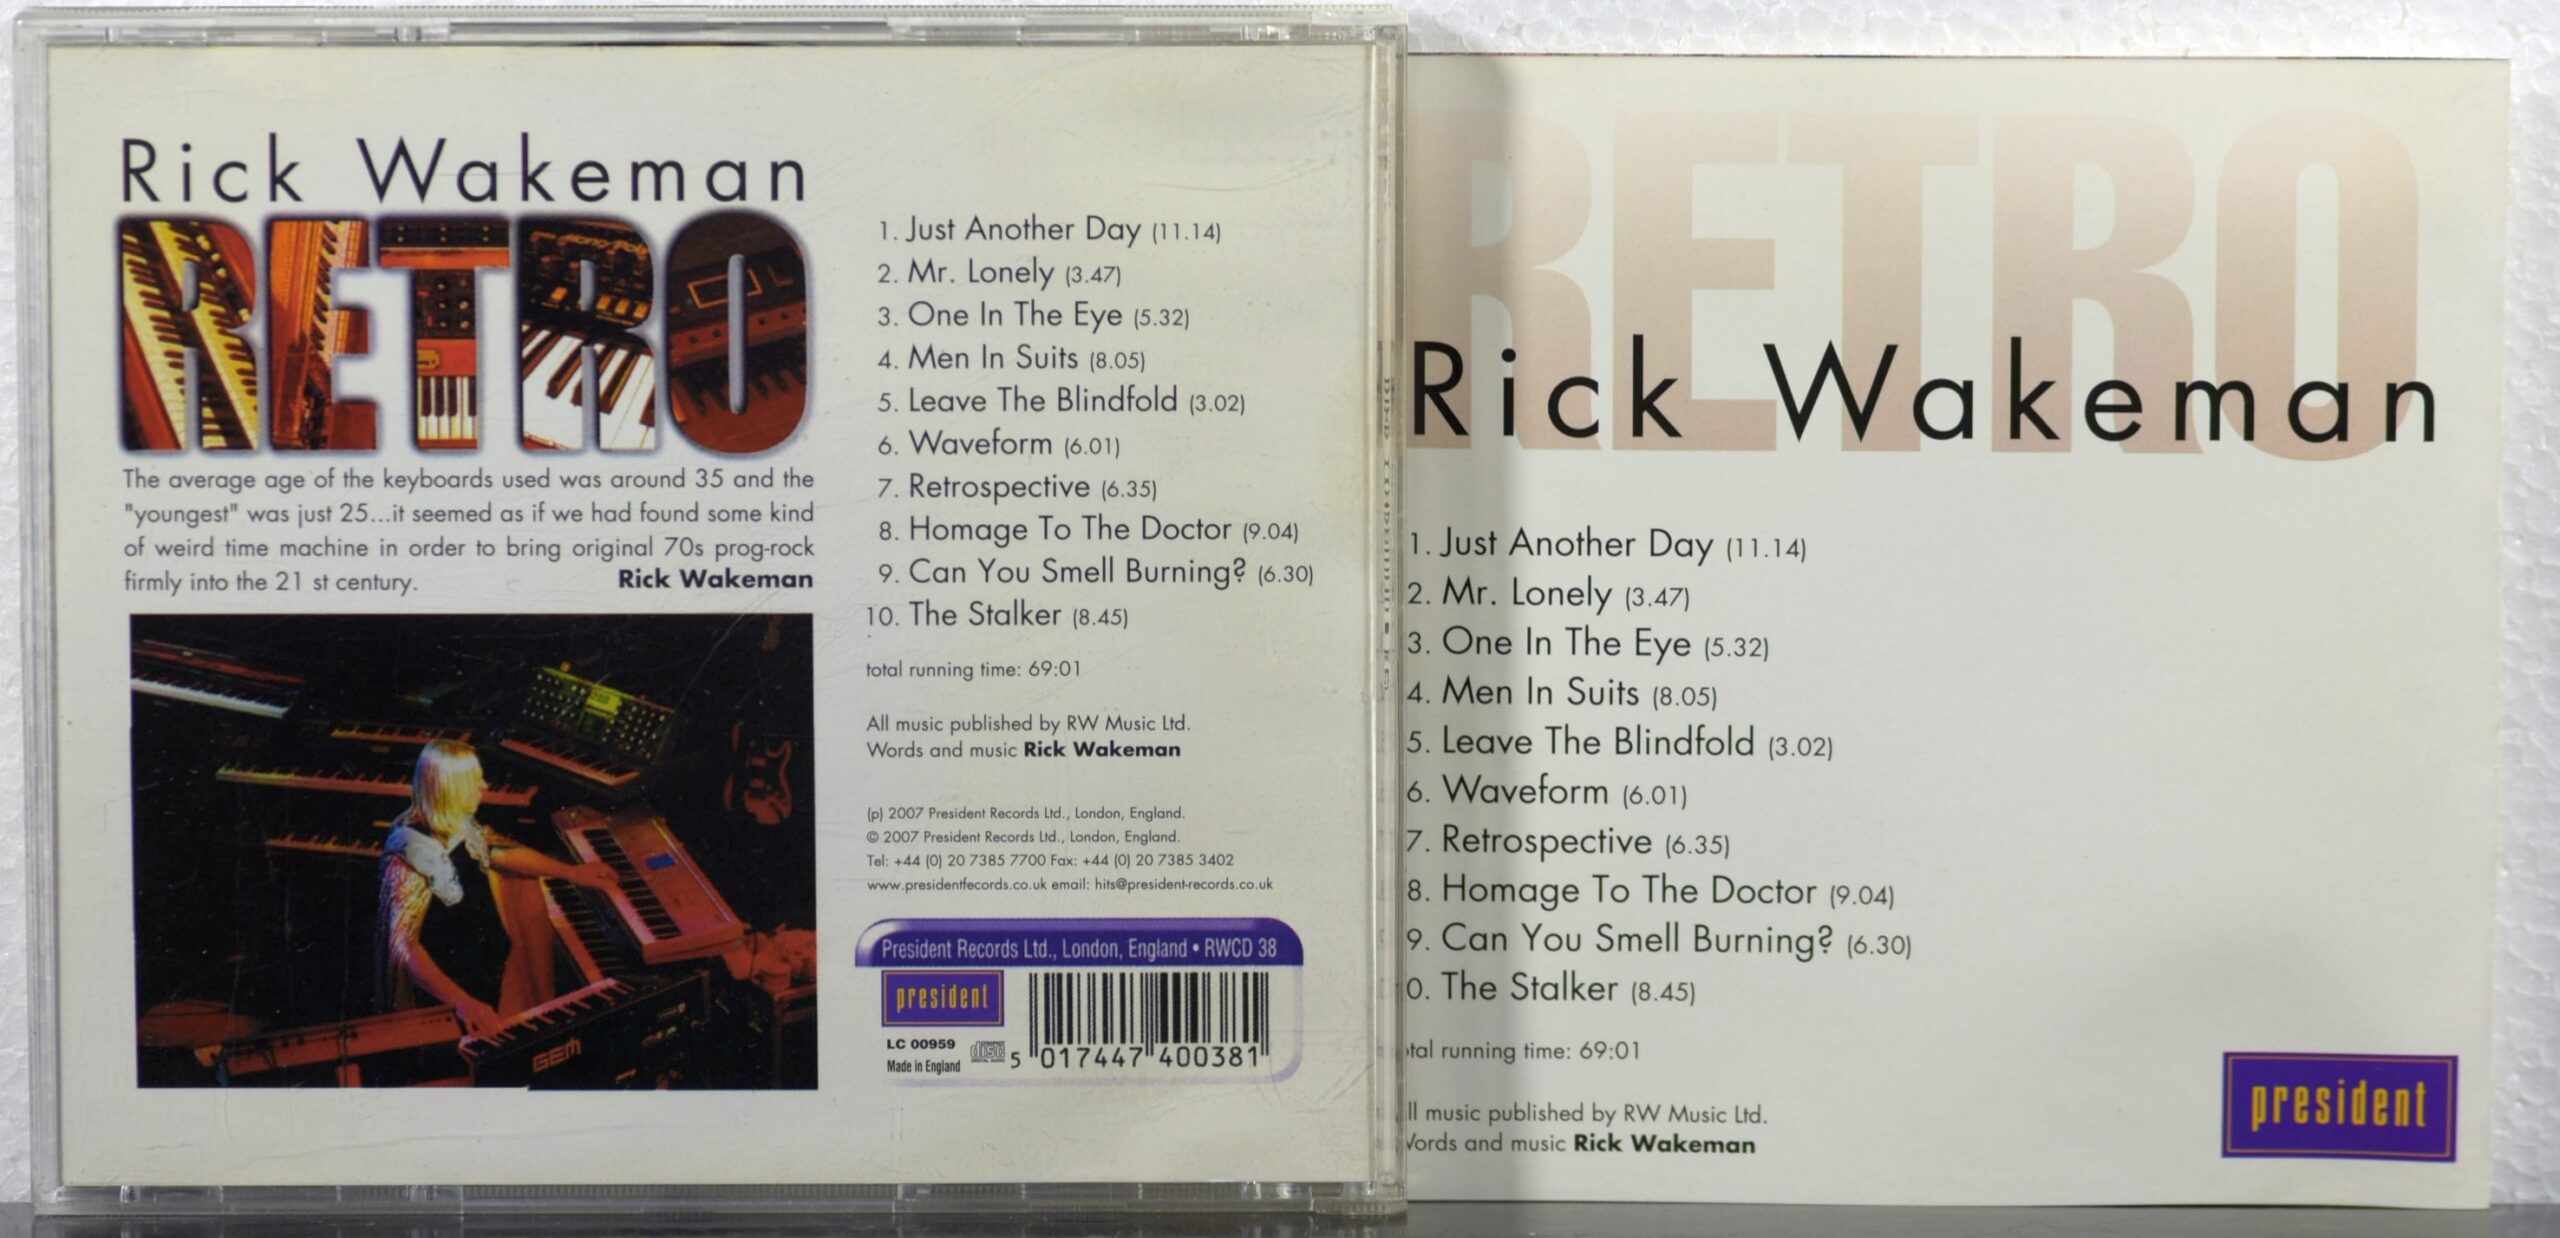 Rick Wakeman
RETRO
The average age of the keyboards used was around 35 and the
"youngest" was just 25...it seemed as if we had found some kind
of weird time machine in order to bring original 70s prog-rock
firmly into the 21 st century. Rick Wakeman
1. Just Another Day (11.14)
2. Mr. Lonely (3.47)
3. One In The Eye (5.32)
4. Men In Suits (8.05)
5. Leave The Blindfold (3.02)
6. Waveform (6.01)
7. Retrospective (6.35)
8. Homage To The Doctor (9.04)
9. Can You Smell Burning? (6.30)
10. The Stalker (8.45)
total running time: 69:01
All music published by RW Music Ltd.
Words and music Rick Wakeman
(p) 2007 President Records Ltd., London, England.
© 2007 President Records Ltd., London, England.
Tel: +44 (0) 20 7385 7700 Fax: +44 (0) 20 7385 3402
www.presidentfecords.co.uk email: hits@president-records.co.uk
President Records Ltd., London, England • RWCD 38
president
LC 00959
Made in England
COMPACT
disc
DIGITAL AUDIO
5 017447 400381
GEM
RETRO
Rick Wakeman
1. Just Another Day (11.14)
2. Mr. Lonely (3.47)
3. One In The Eye (5.32)
4. Men In Suits (8.05)
5. Leave The Blindfold (3.02)
6. Waveform (6.01)
7. Retrospective (6.35)
8. Homage To The Doctor (9.04)
9. Can You Smell Burning? (6.30)
0. The Stalker (8.45)
tal running time: 69:01
ll music published by RW Music Ltd.
ords and music Rick Wakeman
president